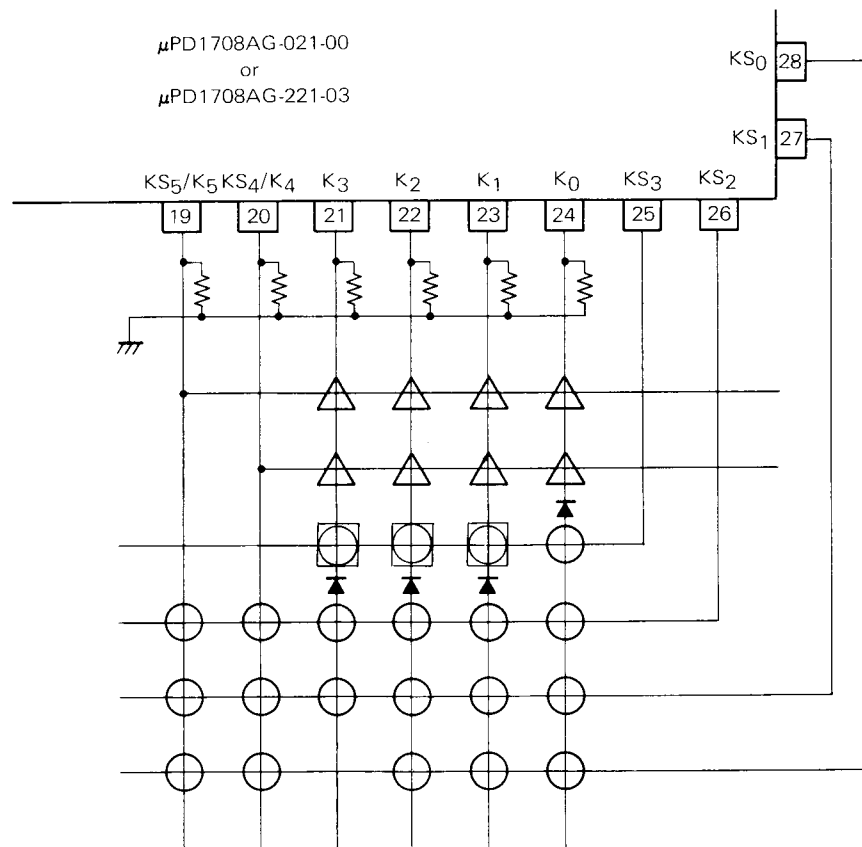 μPD1708AG-021-00
or
μPD1708AG-221-03
KS0 28
KS1 27
KS5/K5 KS4/K4 K3 K2 K1 K0 KS3 KS2
19 20 21 22 23 24 25 26